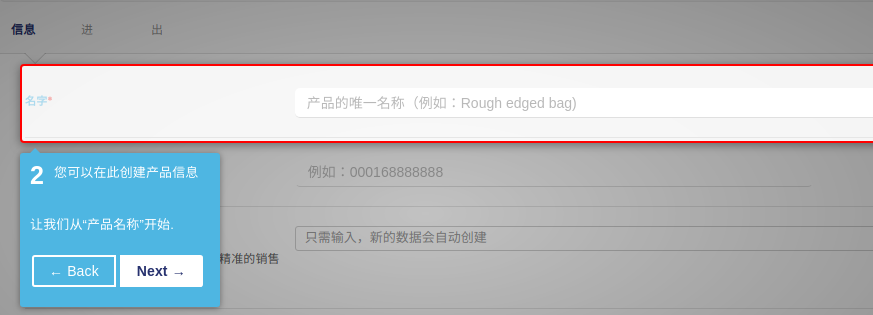 信息 进 出
名字*
产品的唯一名称（例如：Rough edged bag)
2 您可以在此创建产品信息
例如：000168888888
让我们从“产品名称”开始.
只需输入，新的数据会自动创建
精准的销售
← Back Next →